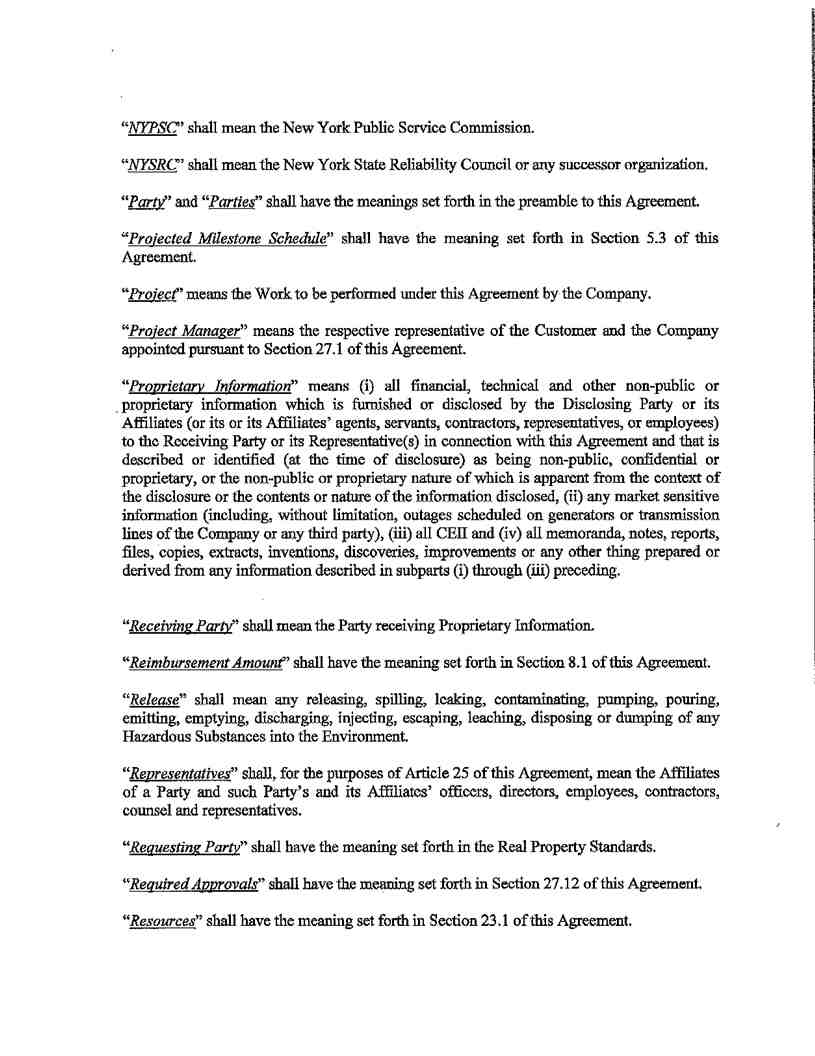 “NYPSC” shall mean the New York Public Service Commission.
“NYSRC” shall mean the New York State Reliability Council or any successor organization.
“Party” and “Parties” shall have the meanings set forth in the preamble to this Agreement.
“Projected Milestone Schedule” shall have the meaning set forth in Section 5.3 of this
Agreement.
“Project” means the Work to be performed under this Agreement by the Company.
“Project Manager” means the respective representative of the Customer and the Company
appointed pursuant to Section 27.1 of this Agreement.
“Proprietary Information” means (i) all financial, technical and other non-public or
proprietary information which is furnished or disclosed by the Disclosing Party or its
Affiliates (or its or its Affiliates’ agents, servants, contractors, representatives, or employees)
to the Receiving Party or its Representative(s) in connection with this Agreement and that is
described or identified (at the time of disclosure) as being non-public, confidential or
proprietary, or the non-public or proprietary nature of which is apparent from the context of
the disclosure or the contents or nature of the information disclosed, (ii) any market sensitive
information (including, without limitation, outages scheduled on generators or transmission
lines of the Company or any third party), (iii) all CEII and (iv) all memoranda, notes, reports,
files, copies, extracts, inventions, discoveries, improvements or any other thing prepared or
derived from any information described in subparts (i) through (iii) preceding.
“Receiving Party” shall mean the Party receiving Proprietary Information.
“Reimbursement Amount” shall have the meaning set forth in Section 8.1 of this Agreement.
“Release” shall mean any releasing, spilling, leaking, contaminating, pumping, pouring,
emitting, emptying, discharging, injecting, escaping, leaching, disposing or dumping of any
Hazardous Substances into the Environment.
“Representatives” shall, for the purposes of Article 25 of this Agreement, mean the Affiliates
of a Party and such Party’s and its Affiliates’ officers, directors, employees, contractors,
counsel and representatives.
“Requesting Party” shall have the meaning set forth in the Real Property Standards.
“Required Approvals” shall have the meaning set forth in Section 27.12 of this Agreement.
“Resources” shall have the meaning set forth in Section 23.1 of this Agreement.